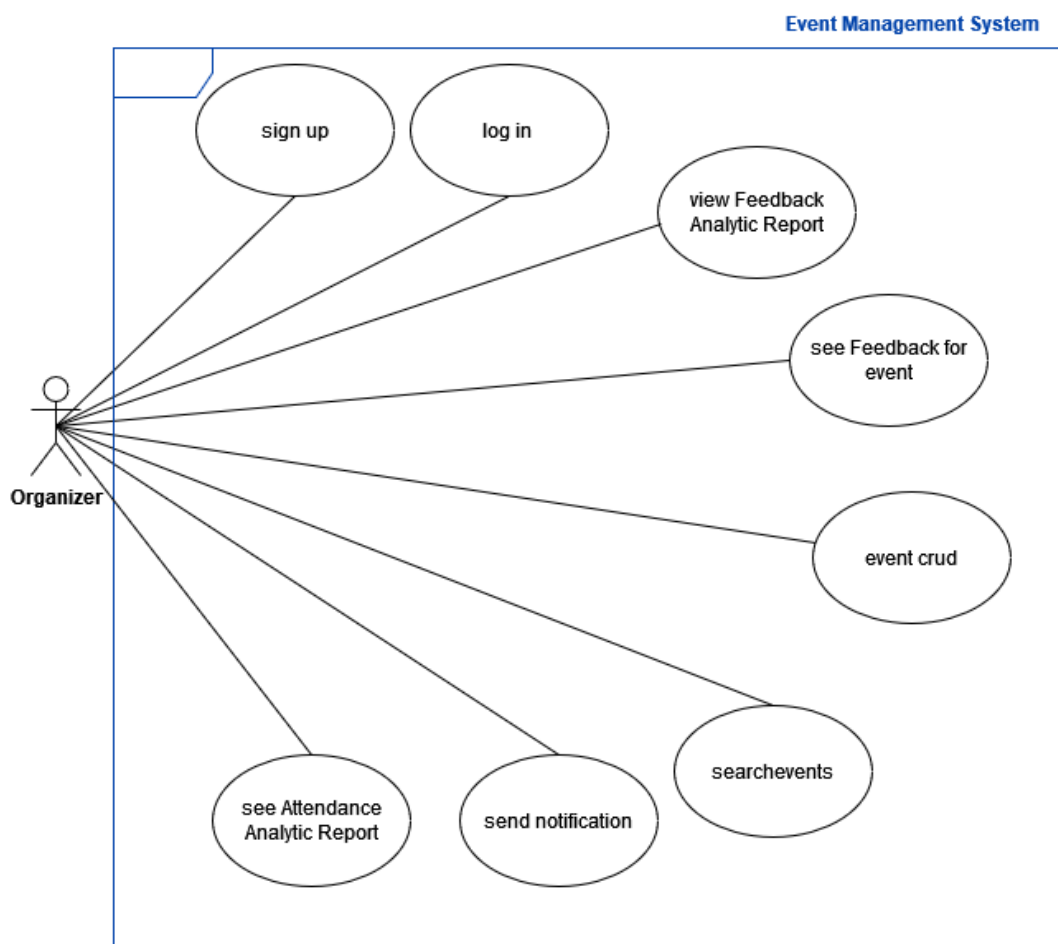 Event Management System
sign up
log in
view Feedback
Analytic Report
see Feedback for
event
Organizer
event crud
searchevents
see Attendance
Analytic Report
send notification